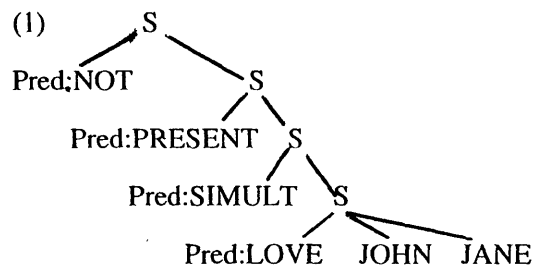 (1) S
Pred:NOT S
Pred:PRESENT S
Pred:SIMULT S
Pred:LOVE JOHN JANE